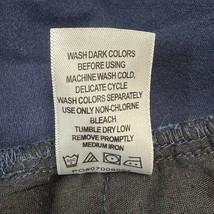 WASH DARK COLORS
BEFORE USING
MACHINE WASH COLD,
DELICATE CYCLE
WASH COLORS SEPARATELY
USE ONLY NON-CHLORINE
BLEACH
TUMBLE DRY LOW
REMOVE PROMPTLY
MEDIUM IRON